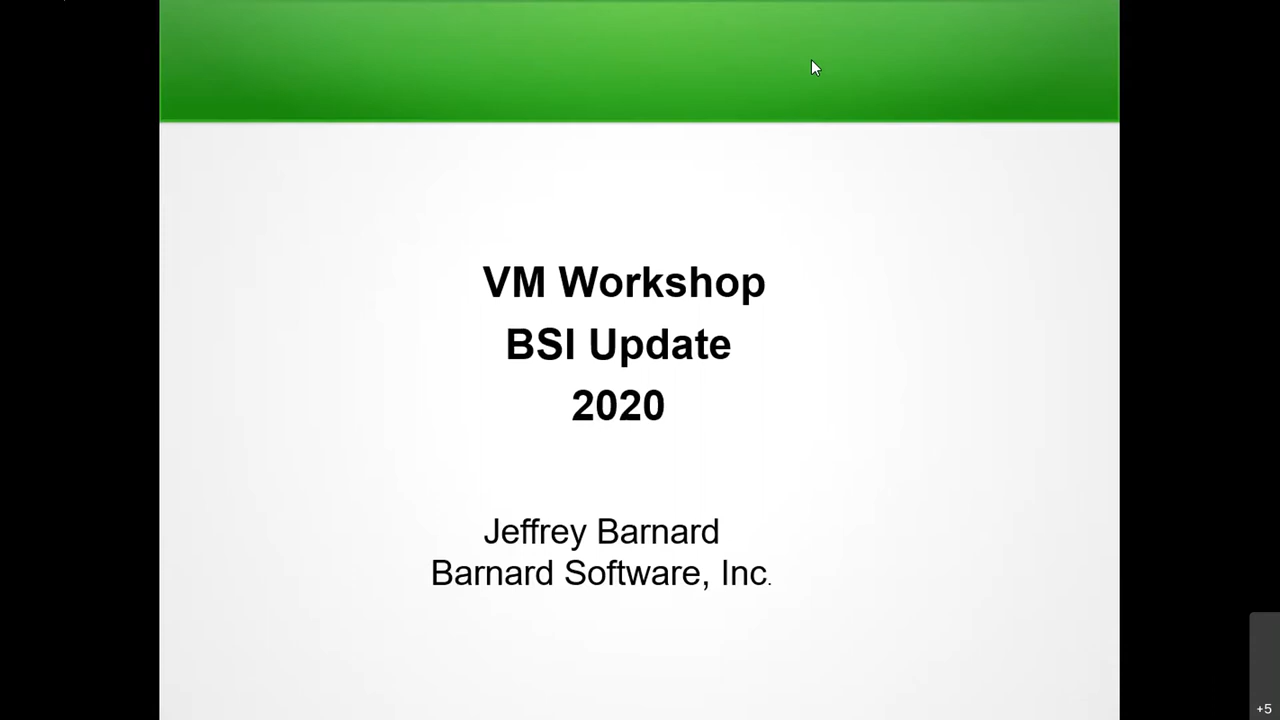 VM Workshop
BSI Update
2020
Jeffrey Barnard
Barnard Software, Inc.
+5